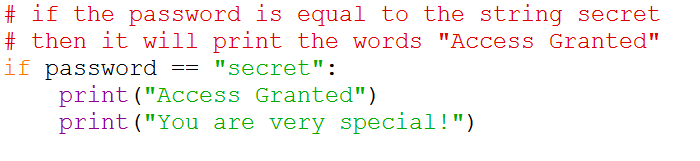 # if the password is equal to the string secret
# then it will print the words "Access Granted"
if password == "secret":
    print("Access Granted")
    print("You are very special!")